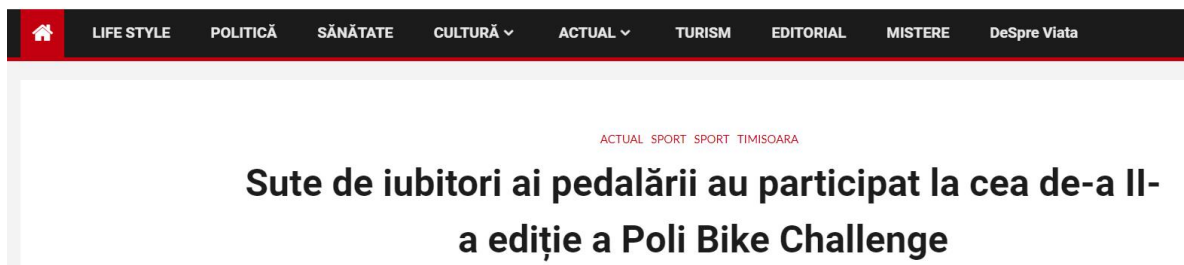 LIFE STYLE POLITICĂ SĂNĂTATE CULTURĂ ACTUAL TURISM EDITORIAL MISTERE DeSpre Viata
ACTUAL SPORT SPORT TIMISOARA
Sute de iubitori ai pedalării au participat la cea de-a II-
a ediție a Poli Bike Challenge